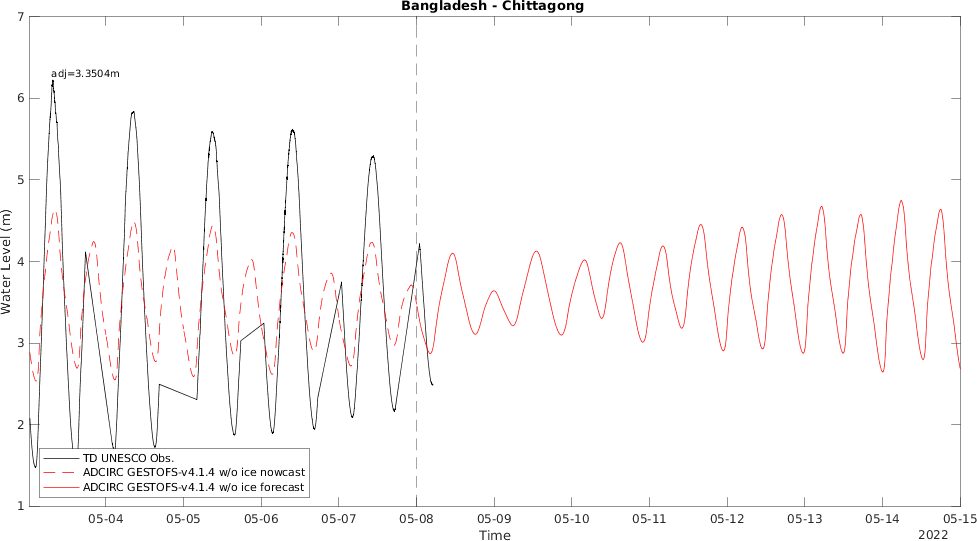 Bangladesh - Chittagong
7
6
5
4
3
2
1
Water Level (m)
adj=3.3504m
TD UNESCO Obs.
ADCIRC GESTOFS-v4.1.4 w/o ice nowcast
ADCIRC GESTOFS-v4.1.4 w/o ice forecast
05-04 05-05 05-06 05-07 05-08 05-09 05-10 05-11 05-12 05-13 05-14 05-15
Time
2022